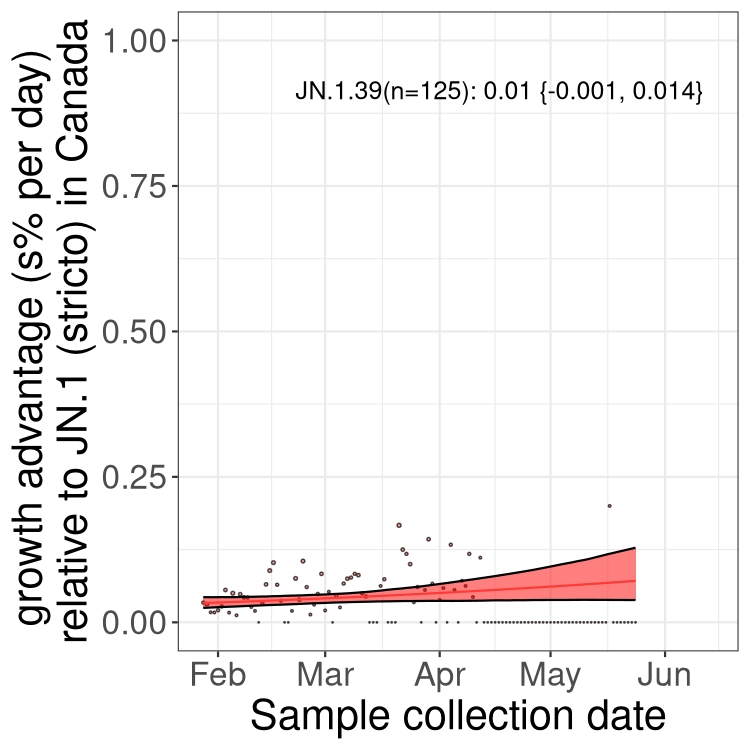 growth advantage (s% per day)
relative to JN.1 (stricto) in Canada
1.00
0.75
0.50
0.25
0.00
JN.1.39(n=125): 0.01 {-0.001, 0.014}
Feb
Mar
Apr
May
Jun
Sample collection date